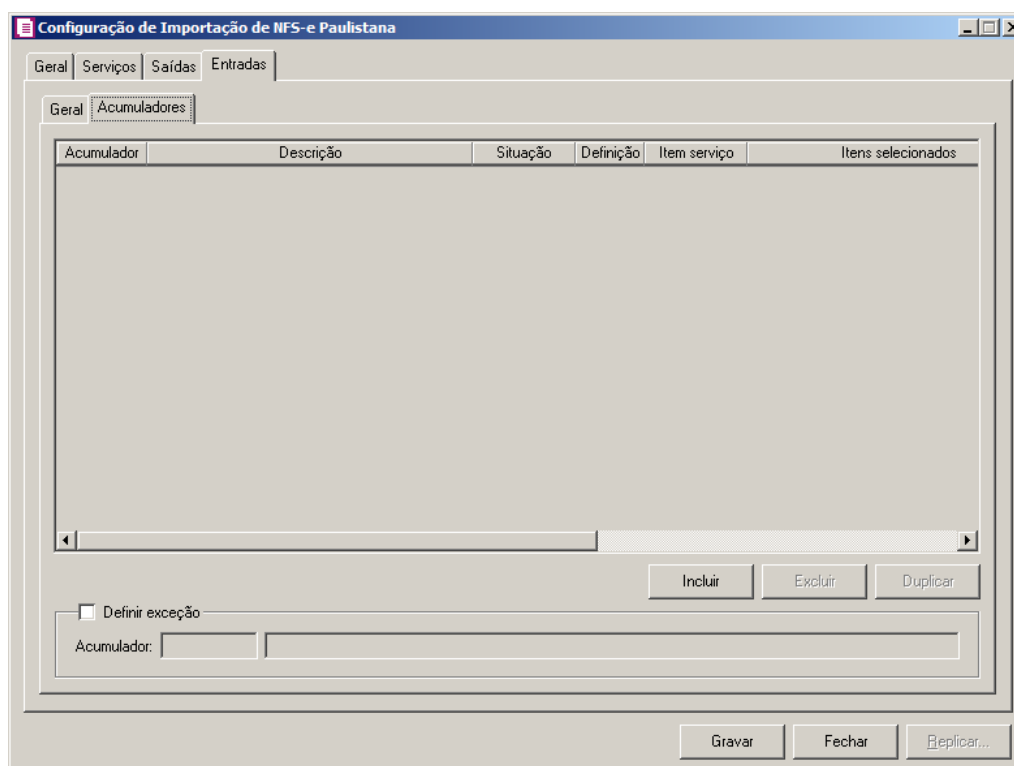 Configuração de Importação de NFS-e Paulistana
Geral Serviços Saídas Entradas
Geral Acumuladores
Acumulador Descrição Situação Definição Item serviço Itens selecionados
Incluir Excluir Duplicar
Definir exceção
Acumulador:
Gravar Fechar Replicar...